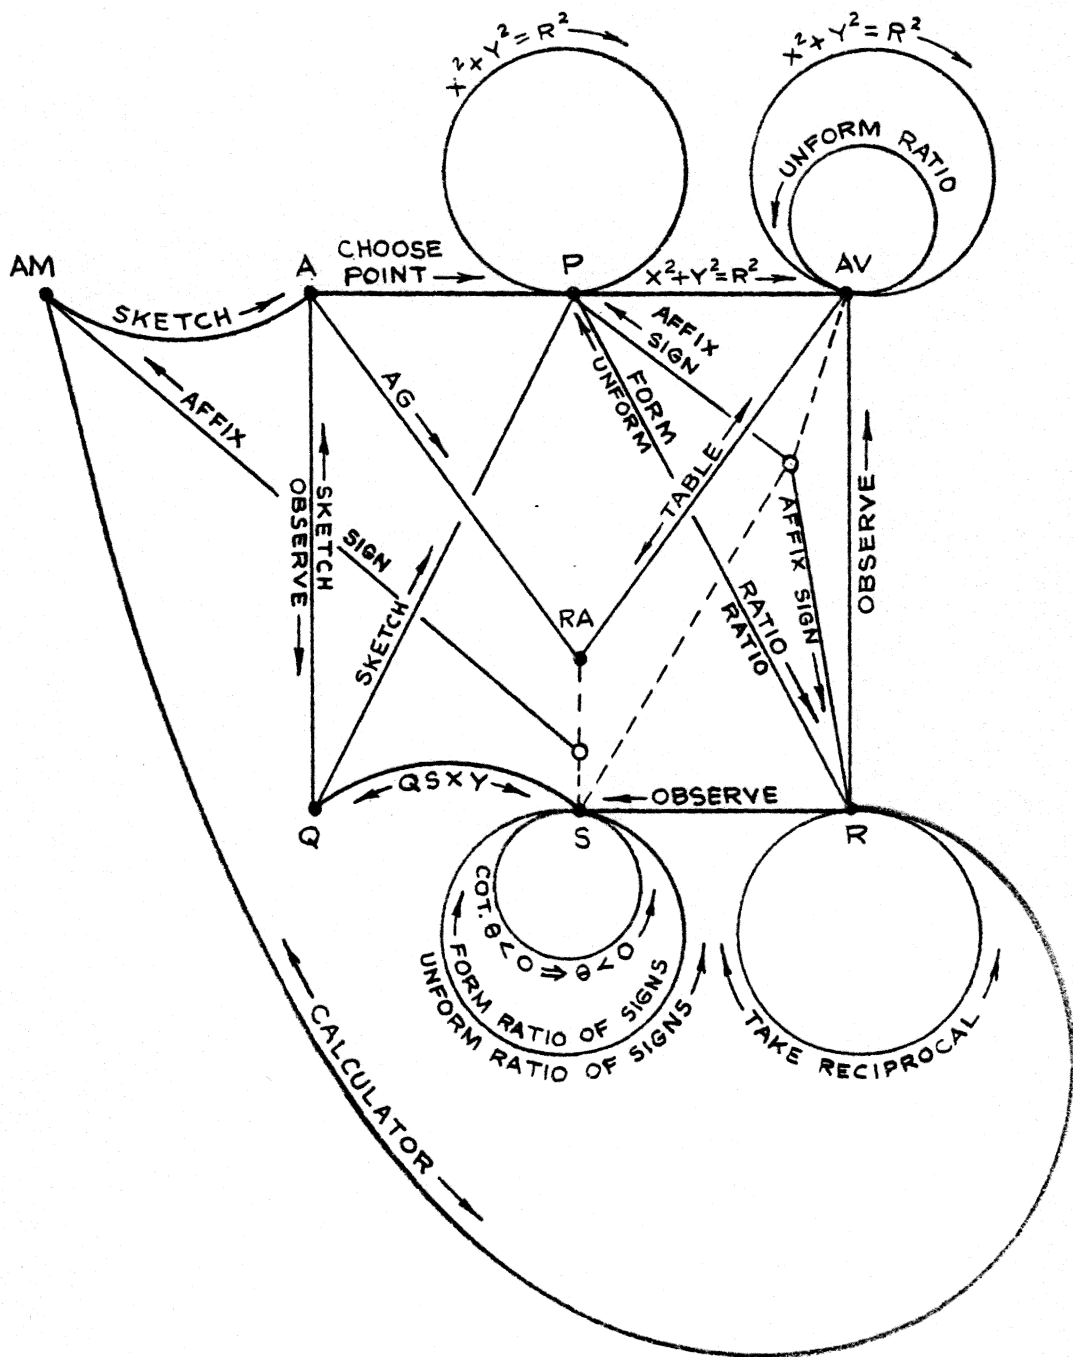 X² + Y² = R²
X² + Y² = R²
UNFORM RATIO
AM
A
CHOOSE
POINT
P
X² + Y² = R²
AV
SKETCH
AFFIX
SIGN
AG
FORM
UNFORM
AFFIX
SKETCH
OBSERVE
TABLE
SIGN
AFFIX SIGN
OBSERVE
SKETCH
RA
RATIO
RATIO
QSXY
OBSERVE
Q
S
R
COT. θ < 0 ⇐ θ < 0
FORM RATIO OF SIGNS
UNFORM RATIO OF SIGNS
TAKE RECIPROCAL
CALCULATOR